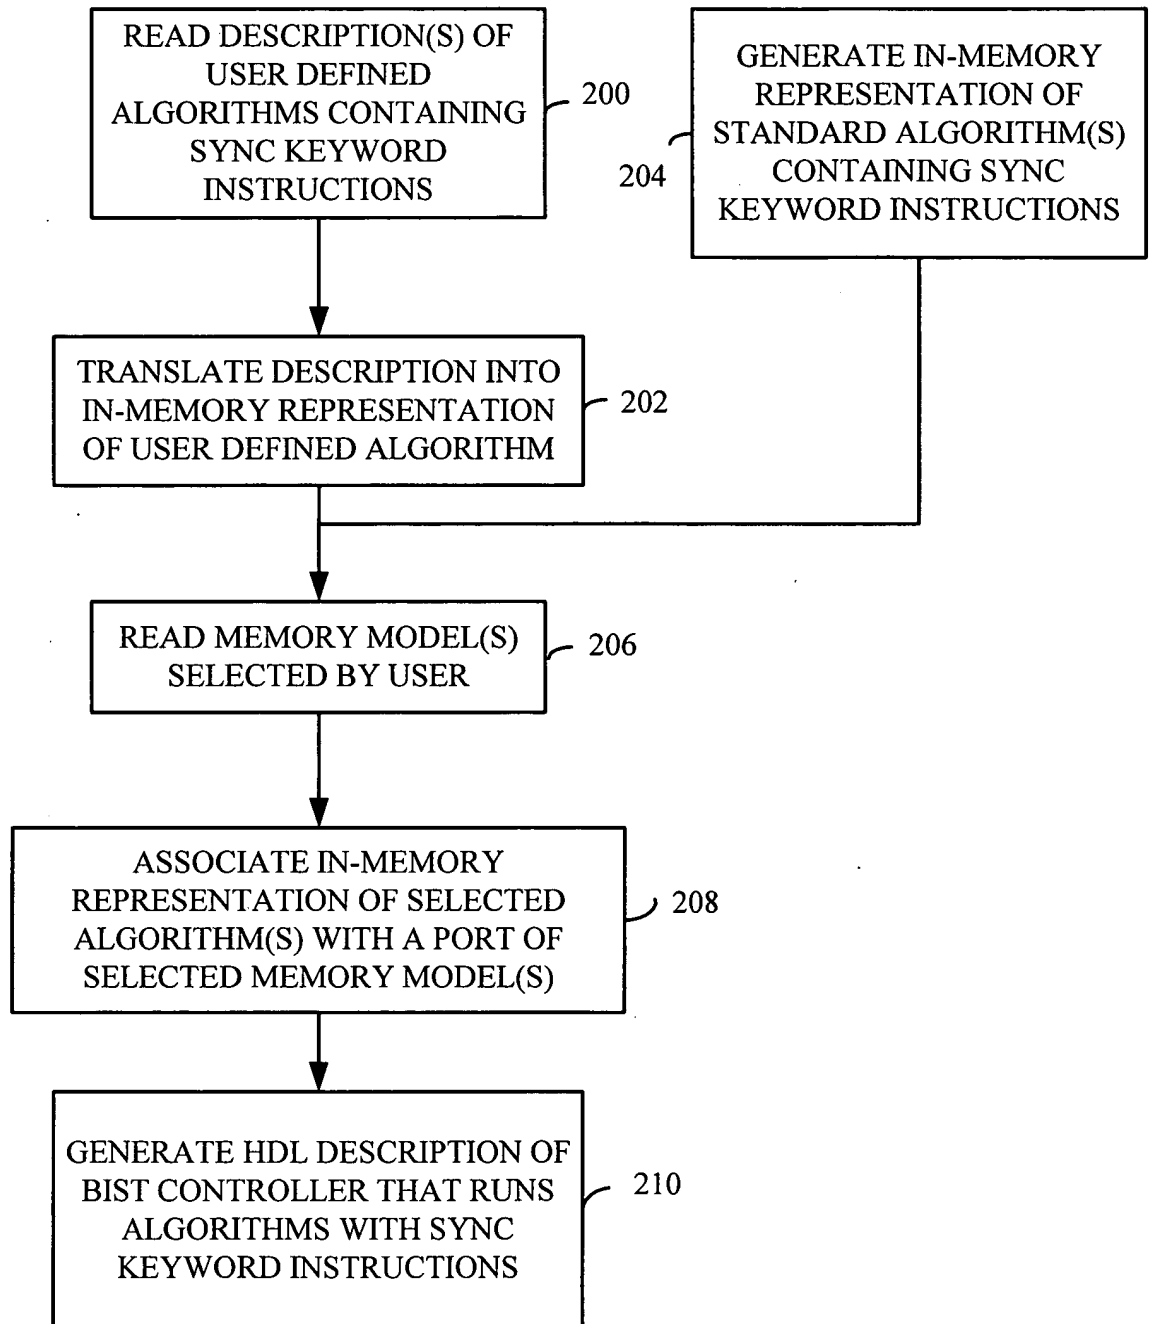 READ DESCRIPTION(S) OF
USER DEFINED
ALGORITHMS CONTAINING
SYNC KEYWORD
INSTRUCTIONS
200
GENERATE IN-MEMORY
REPRESENTATION OF
STANDARD ALGORITHM(S)
CONTAINING SYNC
KEYWORD INSTRUCTIONS
204
TRANSLATE DESCRIPTION INTO
IN-MEMORY REPRESENTATION
OF USER DEFINED ALGORITHM
202
READ MEMORY MODEL(S)
SELECTED BY USER
206
ASSOCIATE IN-MEMORY
REPRESENTATION OF SELECTED
ALGORITHM(S) WITH A PORT OF
SELECTED MEMORY MODEL(S)
208
GENERATE HDL DESCRIPTION OF
BIST CONTROLLER THAT RUNS
ALGORITHMS WITH SYNC
KEYWORD INSTRUCTIONS
210